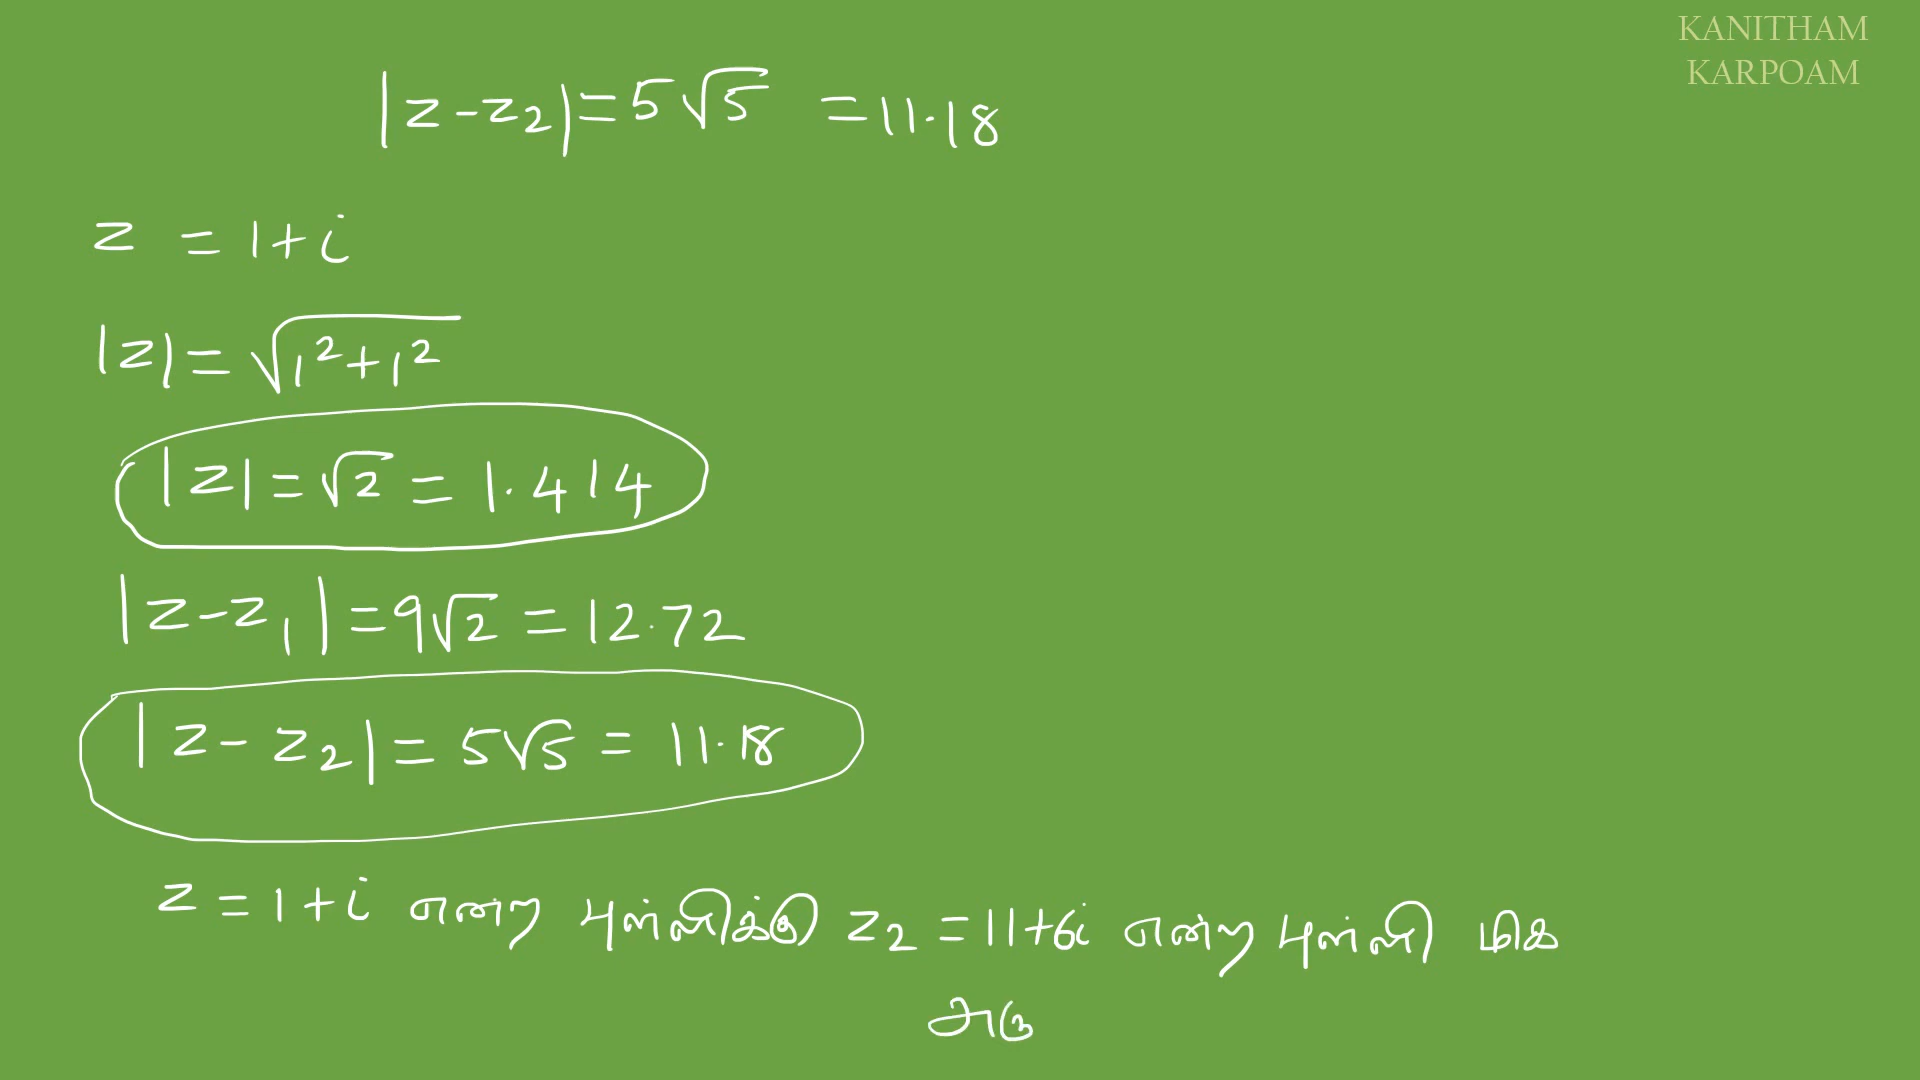 KANITHAM
KARPOAM
|z-z₂|=5√5 =11.18
z = 1+i
|z|= √1²+1²
|z|=√2 = 1.414
|z-z₁|=9√2 = 12.72
|z-z₂|=5√5 = 11.18
z = 1+i என்ற புள்ளிக்கு z₂ =11+6i என்ற புள்ளி மிக
அரு